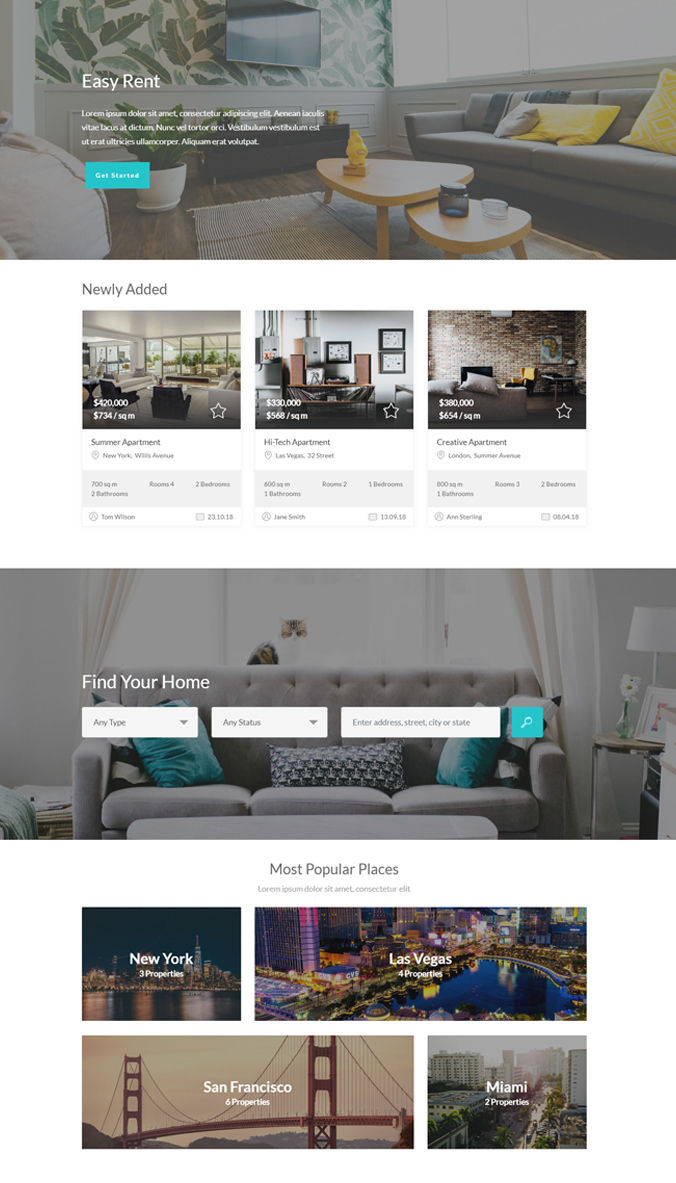 Easy Rent
Lorem ipsum dolor sit amet, consectetur adipiscing elit. Aenean iaculis
vitae lacus at dictum. Nunc vel tortor orci. Vestibulum vestibulum est
ut erat ultricies ullamcorper. Aliquam erat volutpat.
Get Started
Newly Added
$420,000
$734 / sq m
Summer Apartment
New York, Willis Avenue
700 sq m Rooms 4 2 Bedrooms
2 Bathrooms
Tom Wilson 23.10.18
$330,000
$568 / sq m
Hi-Tech Apartment
Las Vegas, 32 Street
600 sq m Rooms 2 1 Bedrooms
1 Bathrooms
Jane Smith 13.09.18
$380,000
$654 / sq m
Creative Apartment
London, Summer Avenue
800 sq m Rooms 3 2 Bedrooms
1 Bathrooms
Ann Sterling 08.04.18
Find Your Home
Any Type
Any Status
Enter address, street, city or state
Most Popular Places
Lorem ipsum dolor sit amet, consectetur elit
New York
3 Properties
Las Vegas
4 Properties
CVS
San Francisco
6 Properties
Miami
2 Properties